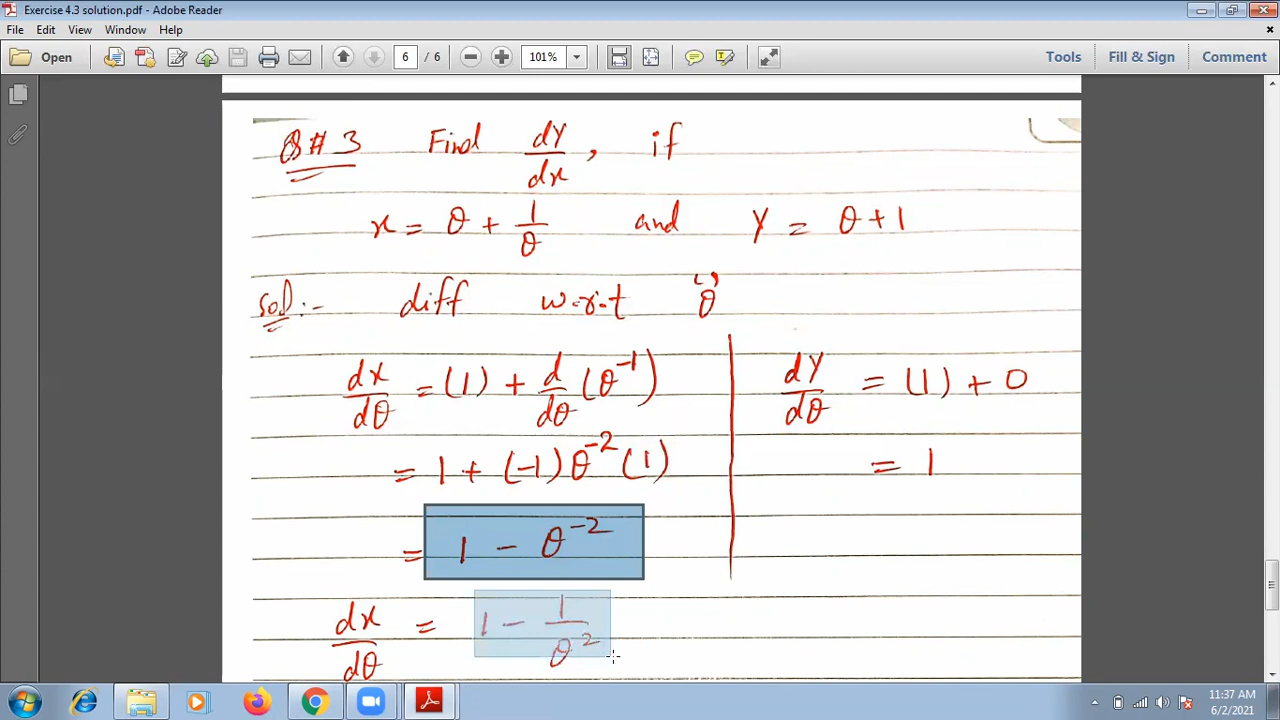 Exercise 4.3 solution.pdf - Adobe Reader
File Edit View Window Help
Open 6 / 6 101% Tools Fill & Sign Comment
Q# 3 Find dy/dx, if
x = θ + 1/θ and y = θ + 1
Sol:- diff w.r.t 'θ'
dx/dθ = (1) + d/dθ (θ⁻¹)
= 1 + (-1)θ⁻² (1)
= 1 - θ⁻²
dx/dθ = 1 - 1/θ²
dy/dθ = (1) + 0
= 1
11:37 AM
6/2/2021